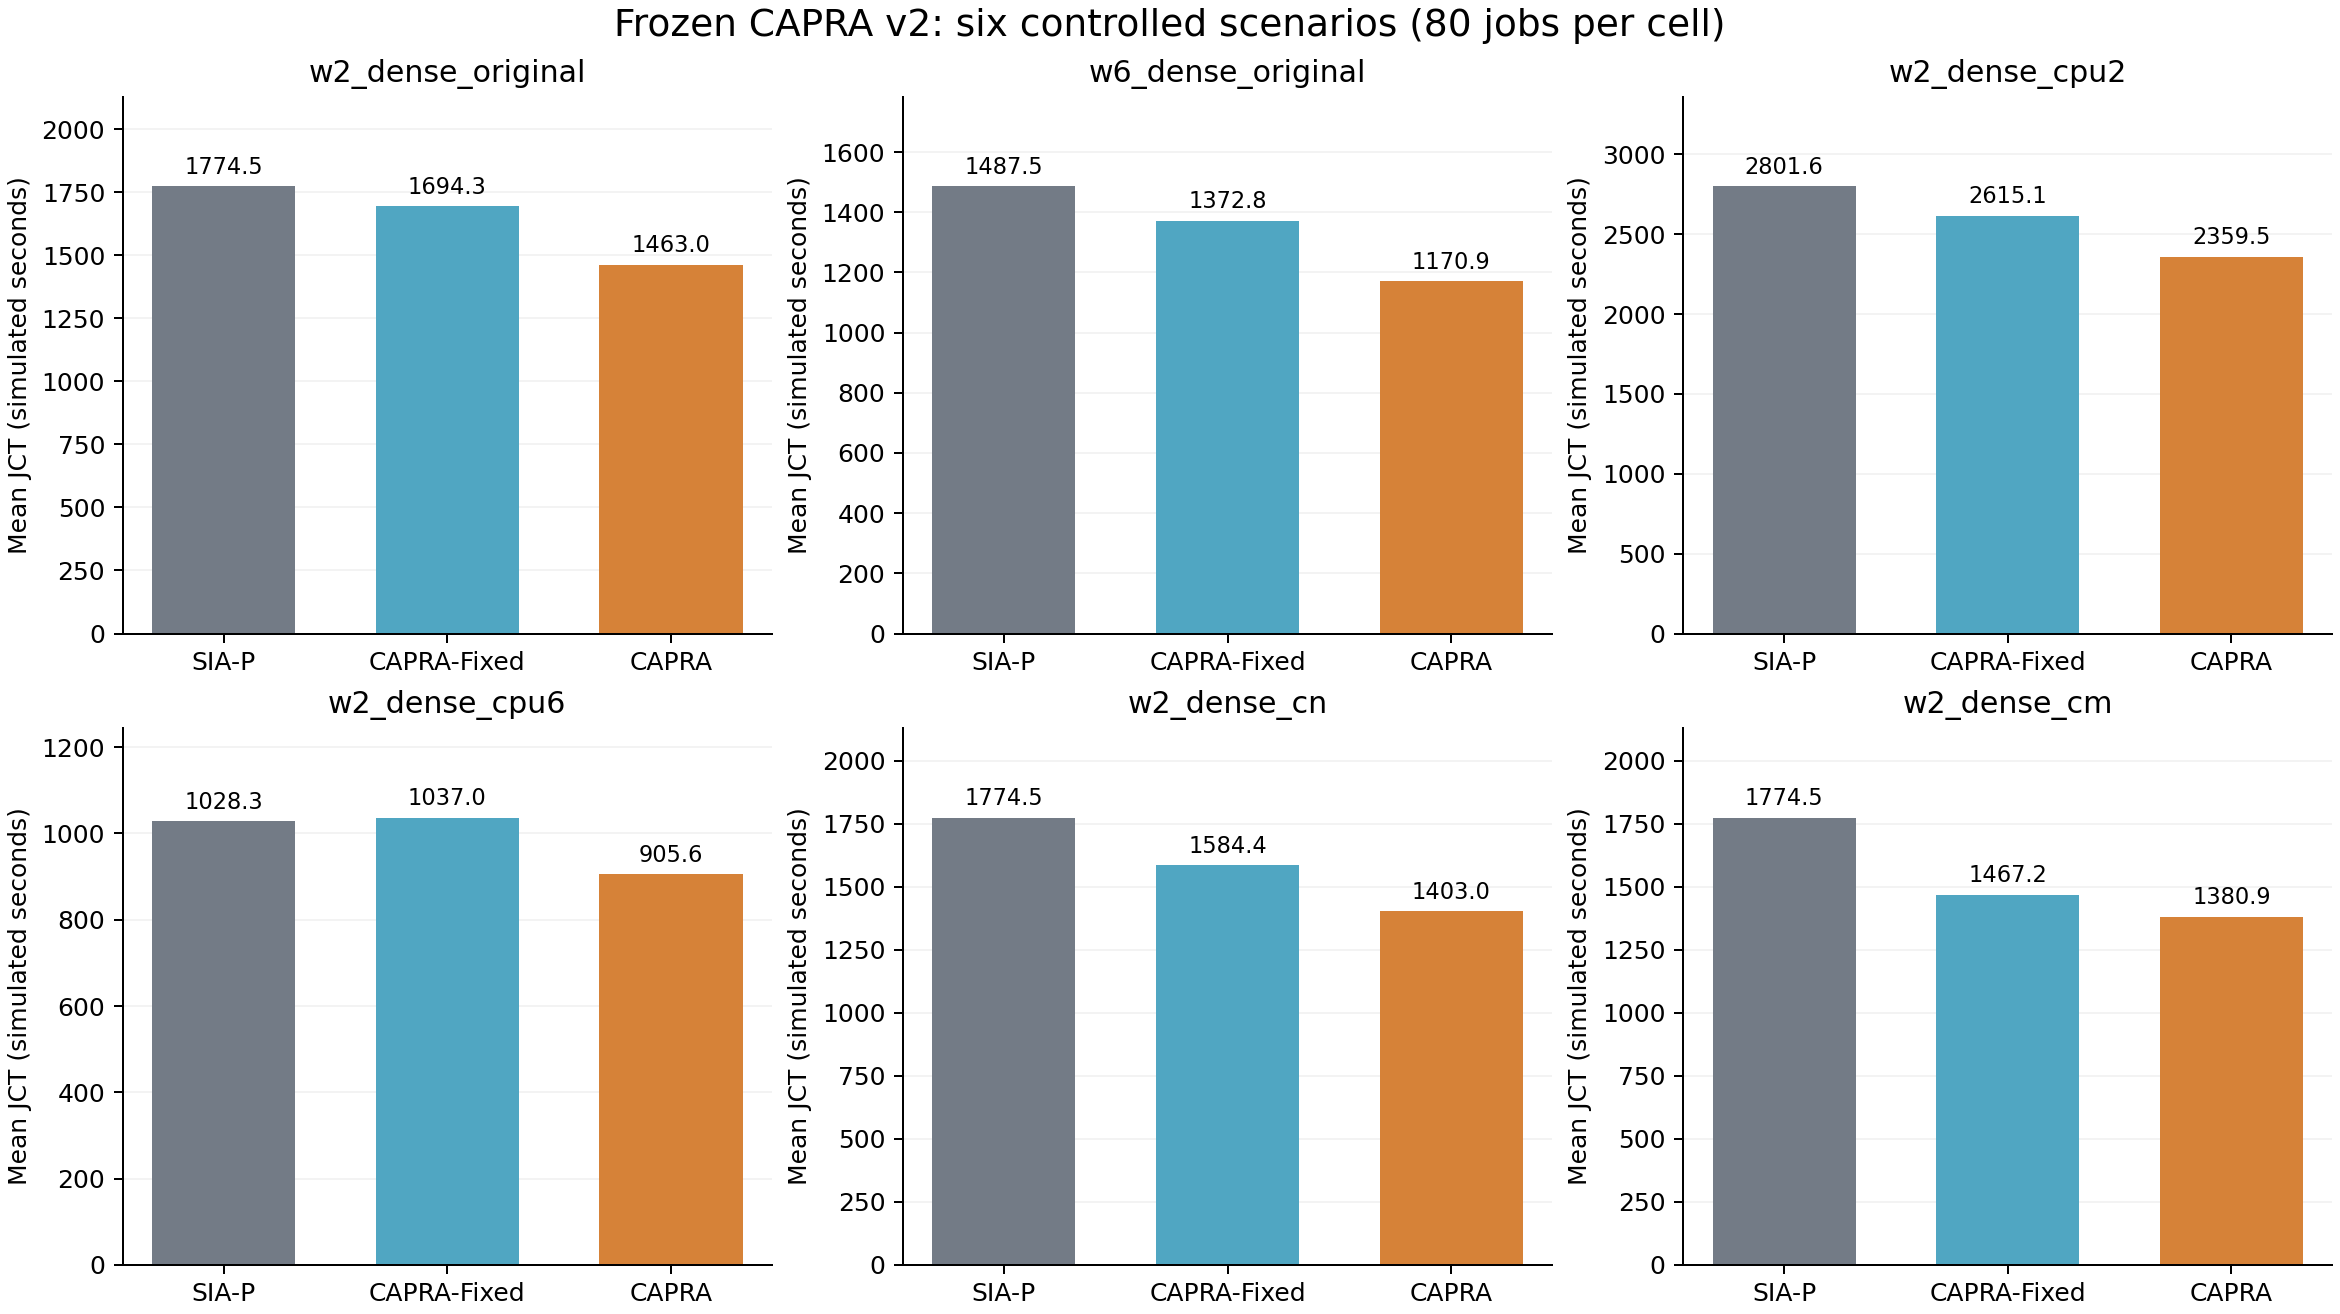 Frozen CAPRA v2: six controlled scenarios (80 jobs per cell)
w2_dense_original
Mean JCT (simulated seconds)
2000
1750
1500
1250
1000
750
500
250
0
1774.5
1694.3
1463.0
SIA-P
CAPRA-Fixed
CAPRA
w6_dense_original
Mean JCT (simulated seconds)
1600
1400
1200
1000
800
600
400
200
0
1487.5
1372.8
1170.9
SIA-P
CAPRA-Fixed
CAPRA
w2_dense_cpu2
Mean JCT (simulated seconds)
3000
2500
2000
1500
1000
500
0
2801.6
2615.1
2359.5
SIA-P
CAPRA-Fixed
CAPRA
w2_dense_cpu6
Mean JCT (simulated seconds)
1200
1000
800
600
400
200
0
1028.3
1037.0
905.6
SIA-P
CAPRA-Fixed
CAPRA
w2_dense_cn
Mean JCT (simulated seconds)
2000
1750
1500
1250
1000
750
500
250
0
1774.5
1584.4
1403.0
SIA-P
CAPRA-Fixed
CAPRA
w2_dense_cm
Mean JCT (simulated seconds)
2000
1750
1500
1250
1000
750
500
250
0
1774.5
1467.2
1380.9
SIA-P
CAPRA-Fixed
CAPRA